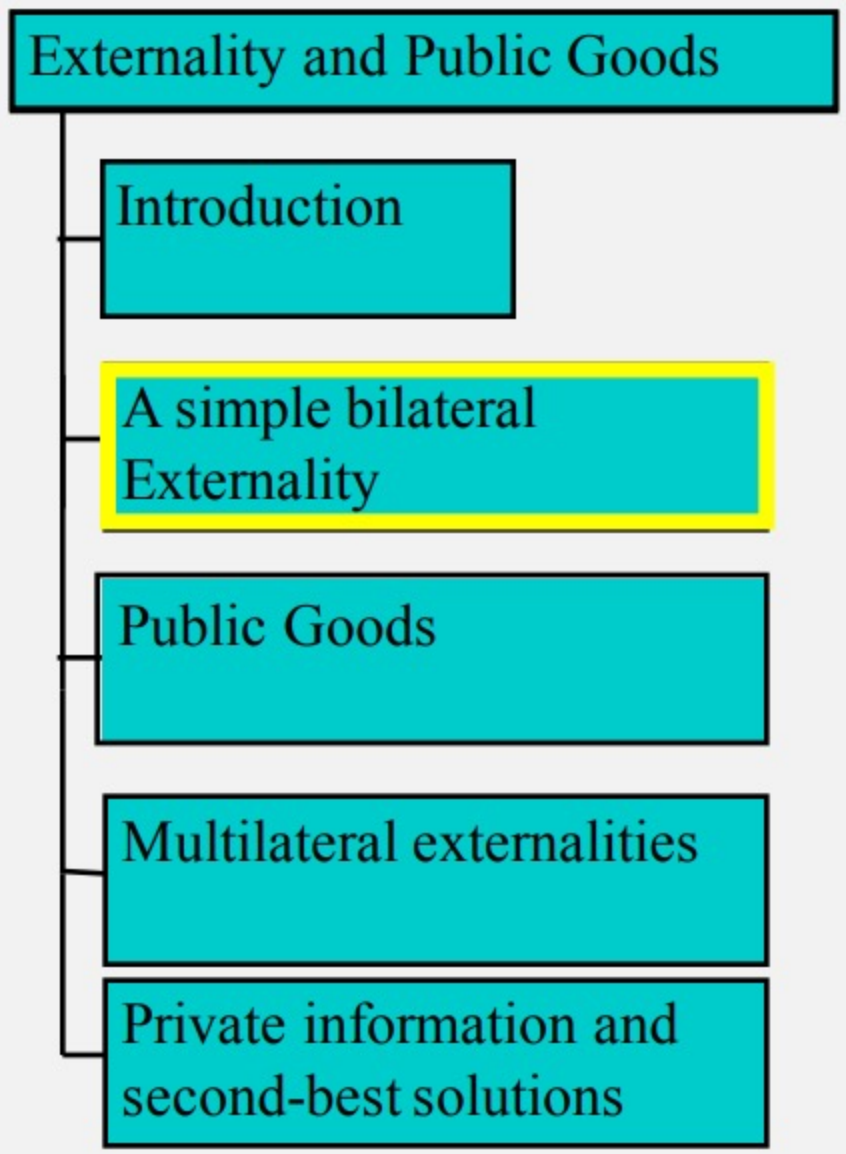 Externality and Public Goods
Introduction
A simple bilateral
Externality
Public Goods
Multilateral externalities
Private information and
second-best solutions